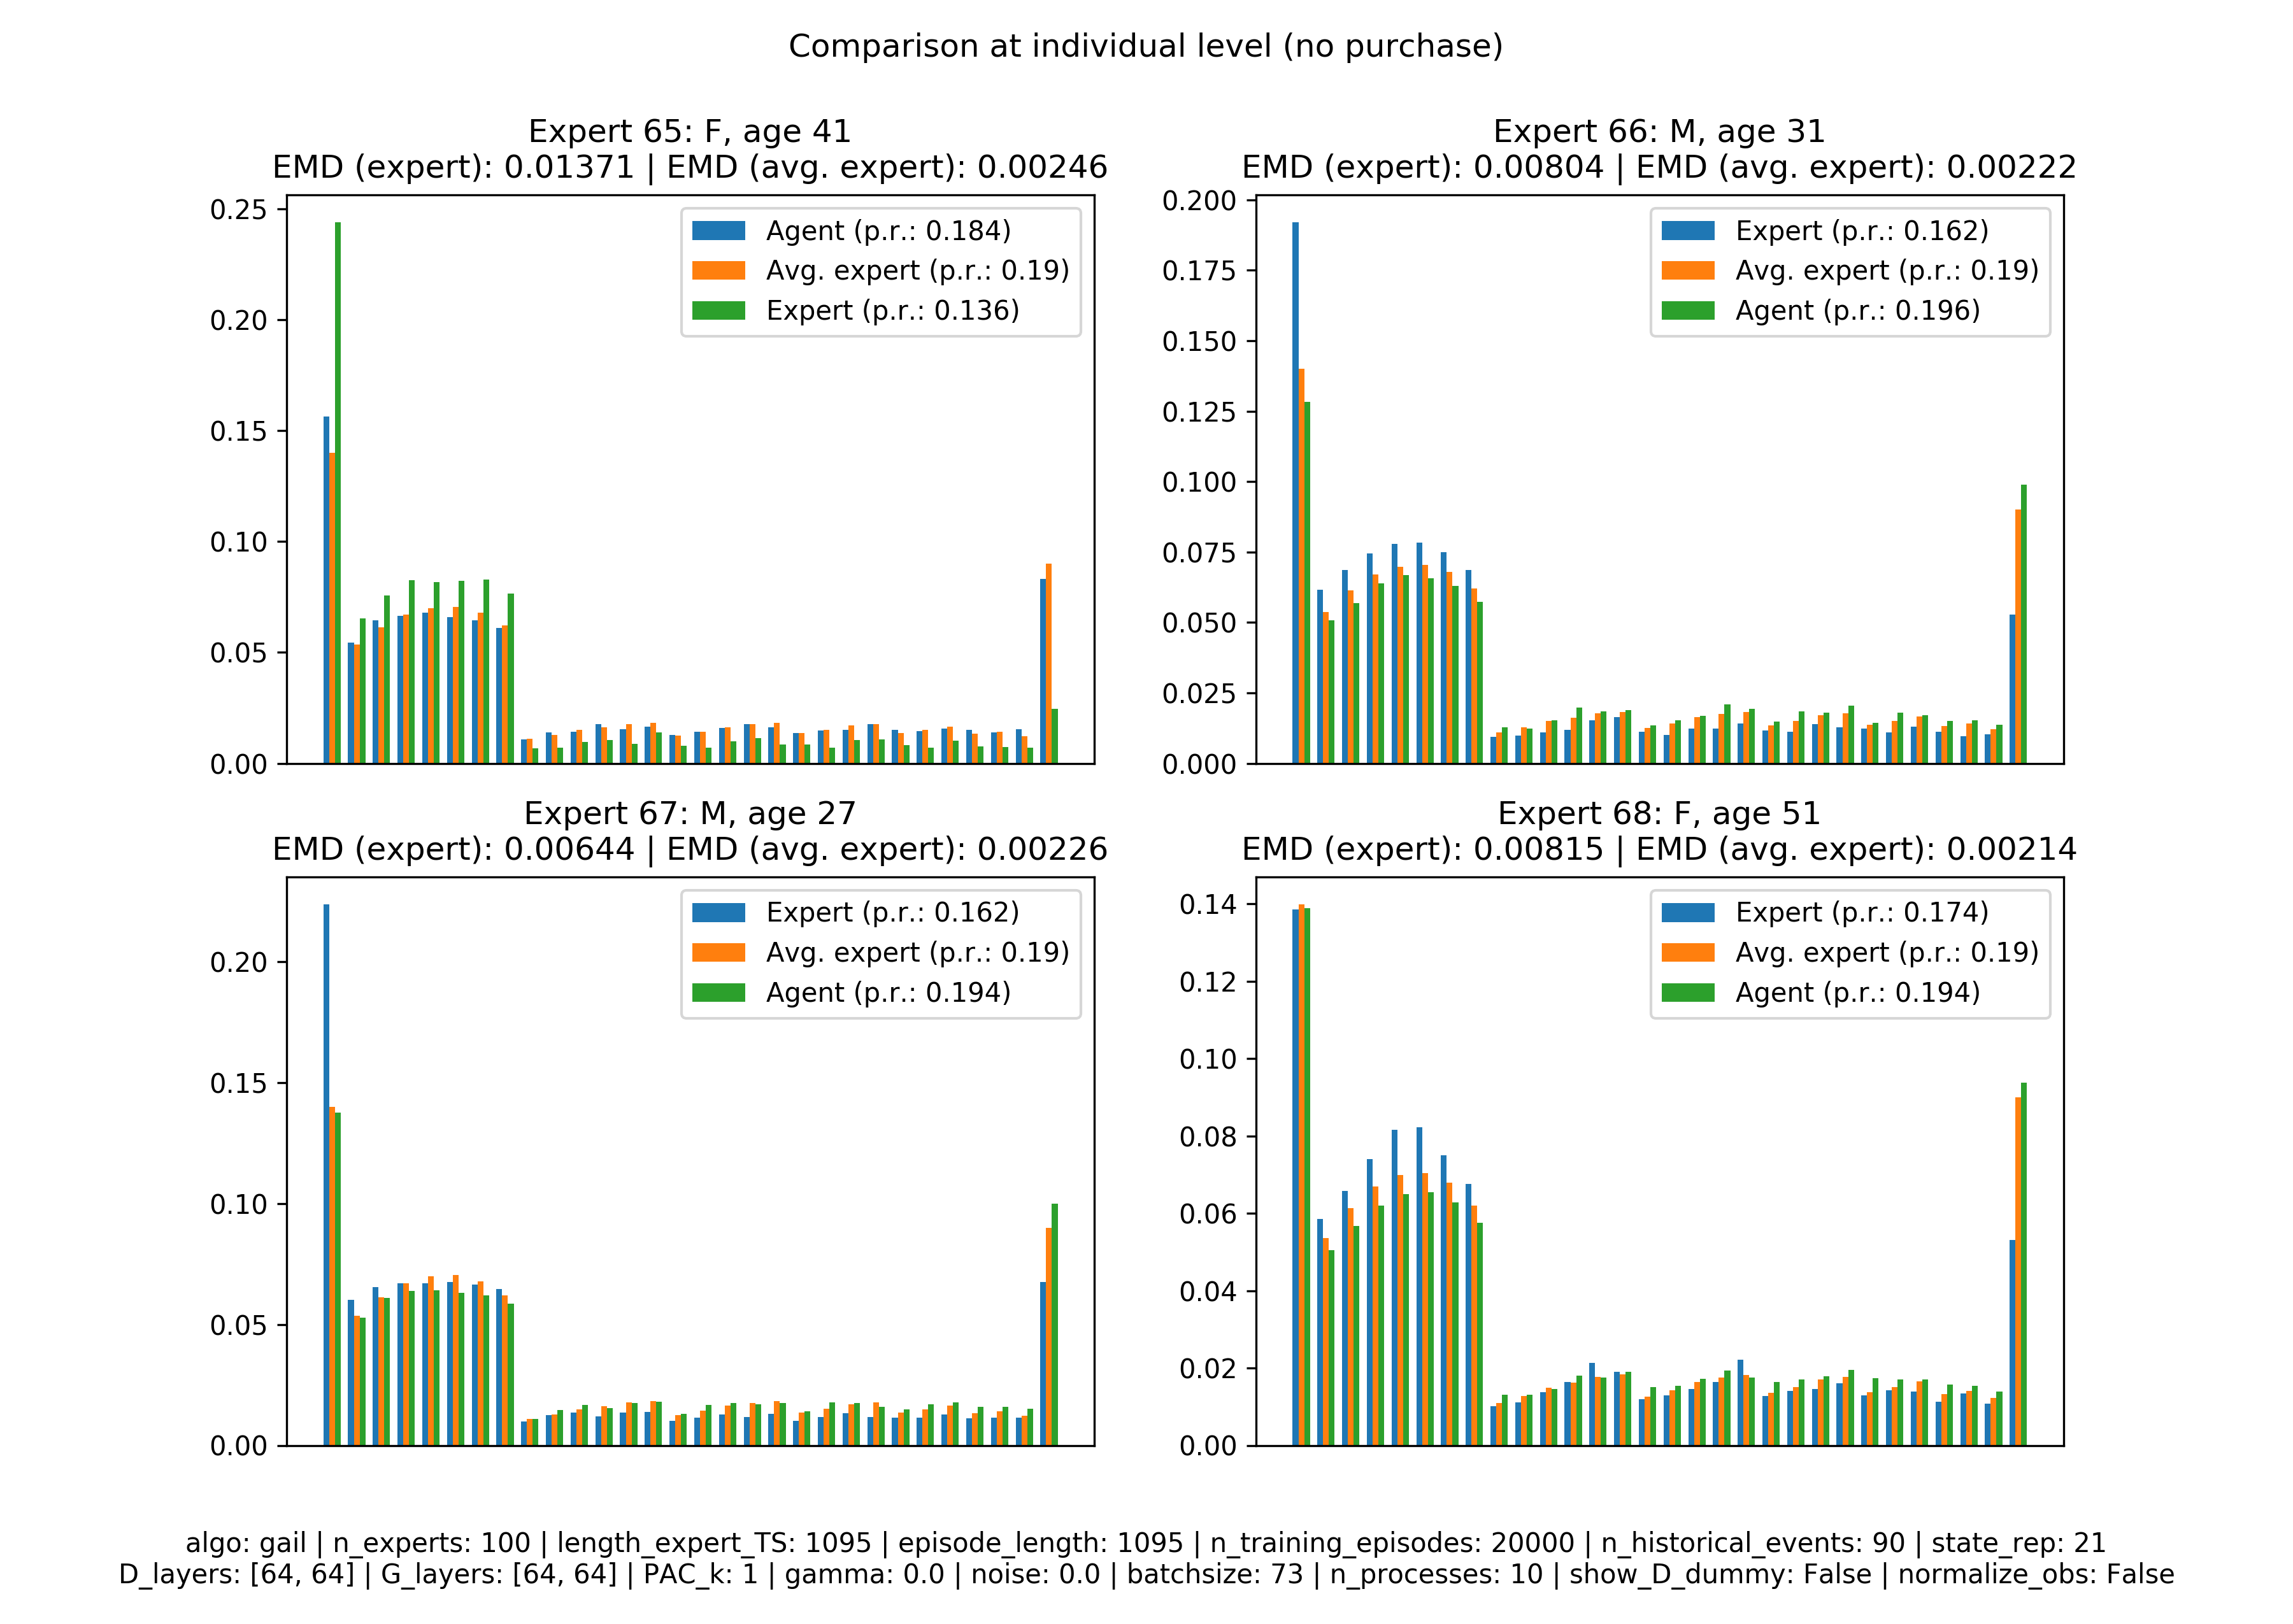 Comparison at individual level (no purchase)
Expert 65: F, age 41
EMD (expert): 0.01371 | EMD (avg. expert): 0.00246
0.25
0.20
0.15
0.10
0.05
0.00
Agent (p.r.: 0.184)
Avg. expert (p.r.: 0.19)
Expert (p.r.: 0.136)
Expert 66: M, age 31
EMD (expert): 0.00804 | EMD (avg. expert): 0.00222
0.200
0.175
0.150
0.125
0.100
0.075
0.050
0.025
0.000
Expert (p.r.: 0.162)
Avg. expert (p.r.: 0.19)
Agent (p.r.: 0.196)
Expert 67: M, age 27
EMD (expert): 0.00644 | EMD (avg. expert): 0.00226
0.20
0.15
0.10
0.05
0.00
Expert (p.r.: 0.162)
Avg. expert (p.r.: 0.19)
Agent (p.r.: 0.194)
Expert 68: F, age 51
EMD (expert): 0.00815 | EMD (avg. expert): 0.00214
0.14
0.12
0.10
0.08
0.06
0.04
0.02
0.00
Expert (p.r.: 0.174)
Avg. expert (p.r.: 0.19)
Agent (p.r.: 0.194)
algo: gail | n_experts: 100 | length_expert_TS: 1095 | episode_length: 1095 | n_training_episodes: 20000 | n_historical_events: 90 | state_rep: 21
D_layers: [64, 64] | G_layers: [64, 64] | PAC_k: 1 | gamma: 0.0 | noise: 0.0 | batchsize: 73 | n_processes: 10 | show_D_dummy: False | normalize_obs: False